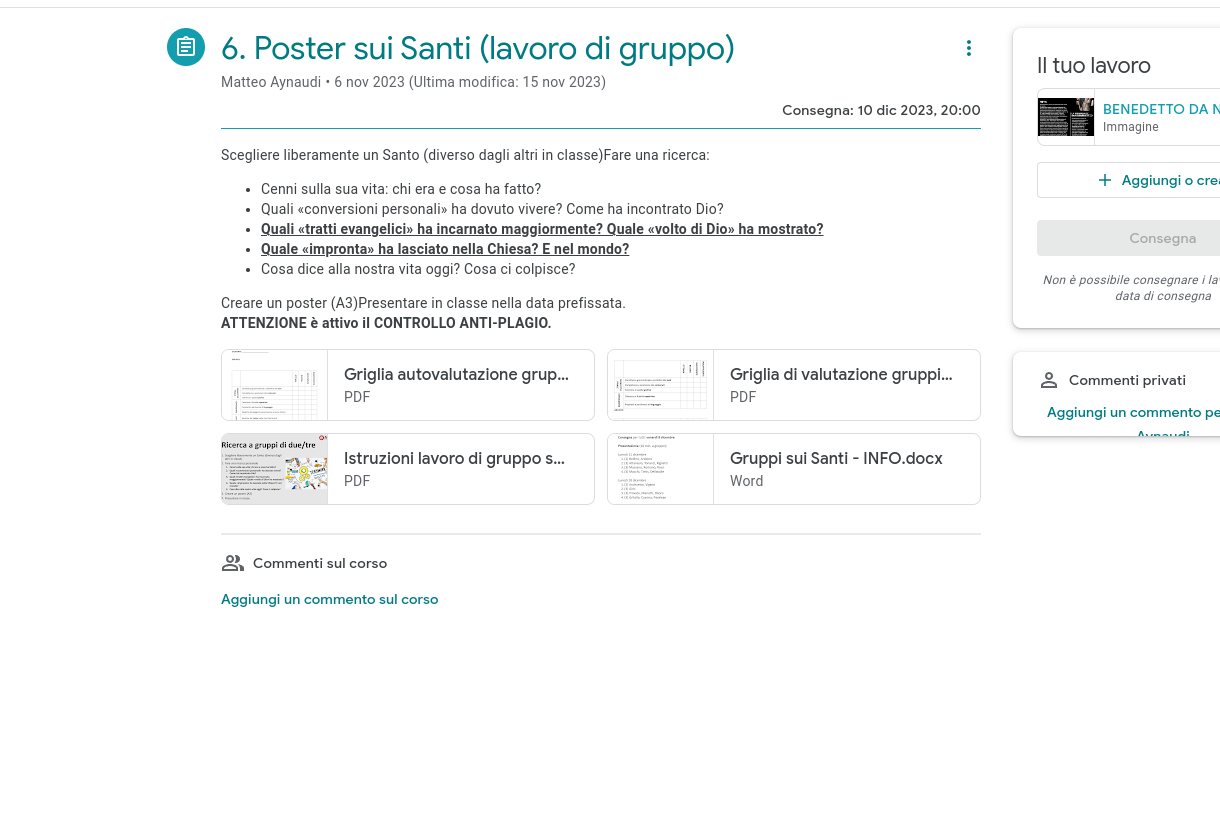 6. Poster sui Santi (lavoro di gruppo)
Matteo Aynaudi • 6 nov 2023 (Ultima modifica: 15 nov 2023)
Consegna: 10 dic 2023, 20:00
Scegliere liberamente un Santo (diverso dagli altri in classe)Fare una ricerca:
Cenni sulla sua vita: chi era e cosa ha fatto?
Quali «conversioni personali» ha dovuto vivere? Come ha incontrato Dio?
Quali «tratti evangelici» ha incarnato maggiormente? Quale «volto di Dio» ha mostrato?
Quale «impronta» ha lasciato nella Chiesa? E nel mondo?
Cosa dice alla nostra vita oggi? Cosa ci colpisce?
Creare un poster (A3)Presentare in classe nella data prefissata.
ATTENZIONE è attivo il CONTROLLO ANTI-PLAGIO.
Griglia autovalutazione grup...
PDF
Griglia di valutazione gruppi...
PDF
Ricerca a gruppi di due/tre
Istruzioni lavoro di gruppo s...
PDF
Gruppi sui Santi - INFO.docx
Word
Commenti sul corso
Aggiungi un commento sul corso
Il tuo lavoro
BENEDETTO DA N
Immagine
+ Aggiungi o crea
Consegna
Non è possibile consegnare i la
data di consegna
Commenti privati
Aggiungi un commento pe
Aynaudi